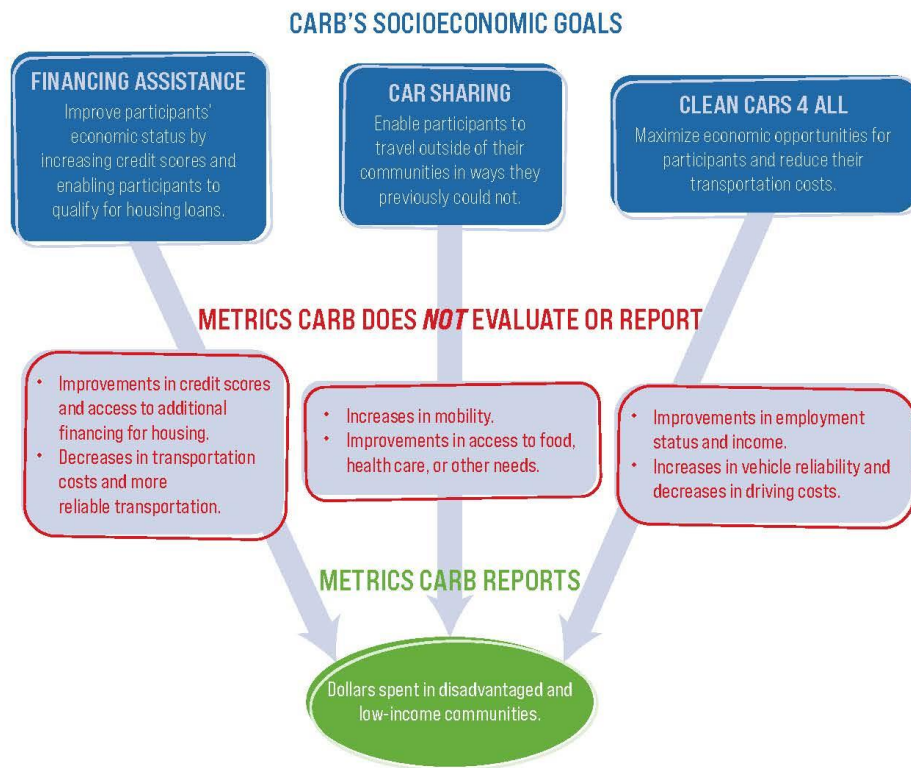 CARB'S SOCIOECONOMIC GOALS
FINANCING ASSISTANCE
Improve participants'
economic status by
increasing credit scores and
enabling participants to
qualify for housing loans.
CAR SHARING
Enable participants to
travel outside of their
communities in ways they
previously could not.
CLEAN CARS 4 ALL
Maximize economic opportunities for
participants and reduce their
transportation costs.
METRICS CARB DOES NOT EVALUATE OR REPORT
• Improvements in credit scores
and access to additional
financing for housing.
• Decreases in transportation
costs and more
reliable transportation.
• Increases in mobility.
• Improvements in access to food,
health care, or other needs.
• Improvements in employment
status and income.
• Increases in vehicle reliability and
decreases in driving costs.
METRICS CARB REPORTS
Dollars spent in disadvantaged and
low-income communities.